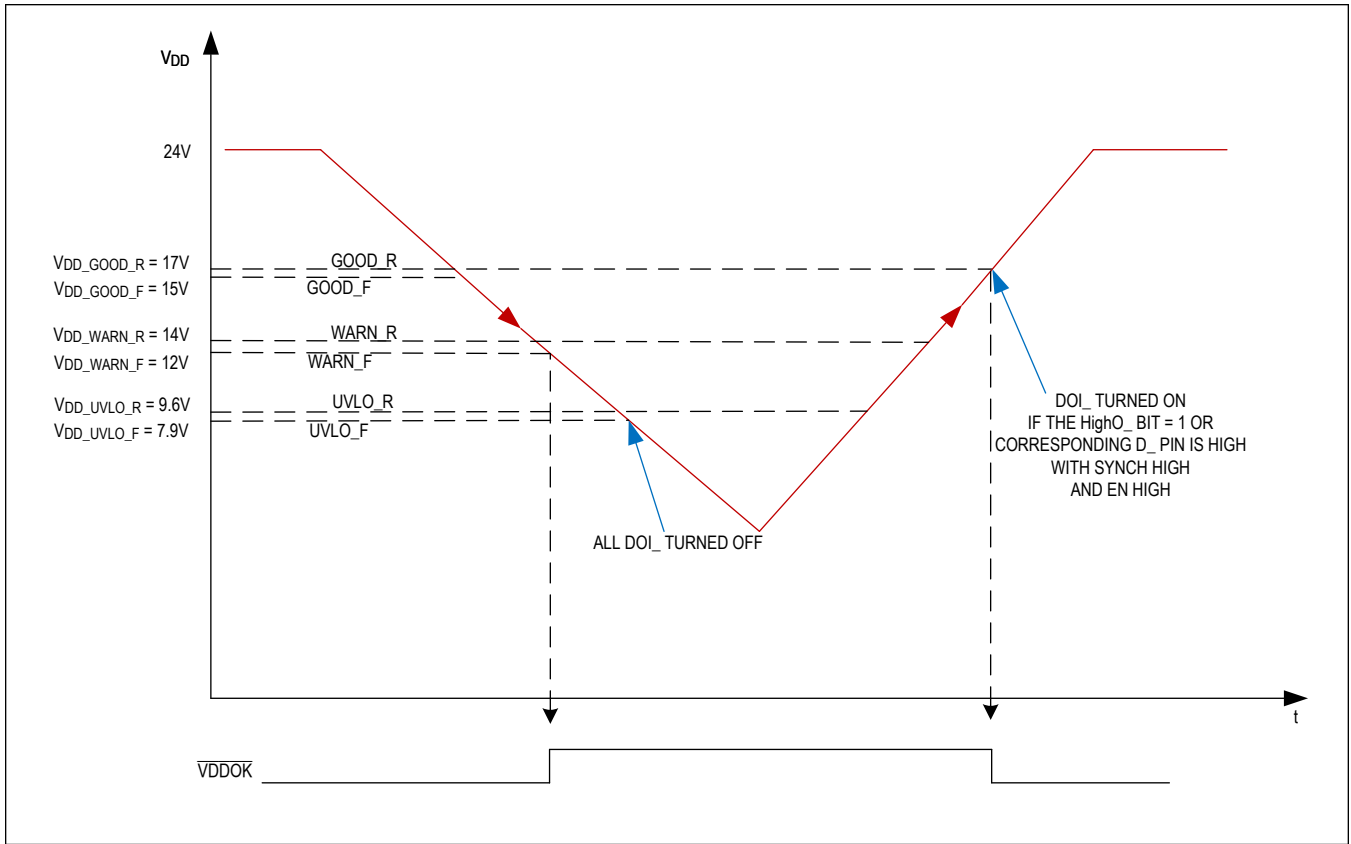 VDD
24V
VDD_GOOD_R = 17V
GOOD_R
VDD_GOOD_F = 15V
GOOD_F
VDD_WARN_R = 14V
WARN_R
VDD_WARN_F = 12V
WARN_F
VDD_UVLO_R = 9.6V
UVLO_R
VDD_UVLO_F = 7.9V
UVLO_F
DOI_ TURNED ON
IF THE HighO_ BIT = 1 OR
CORRESPONDING D_ PIN IS HIGH
WITH SYNCH HIGH
AND EN HIGH
ALL DOI_ TURNED OFF
t
VDDOK